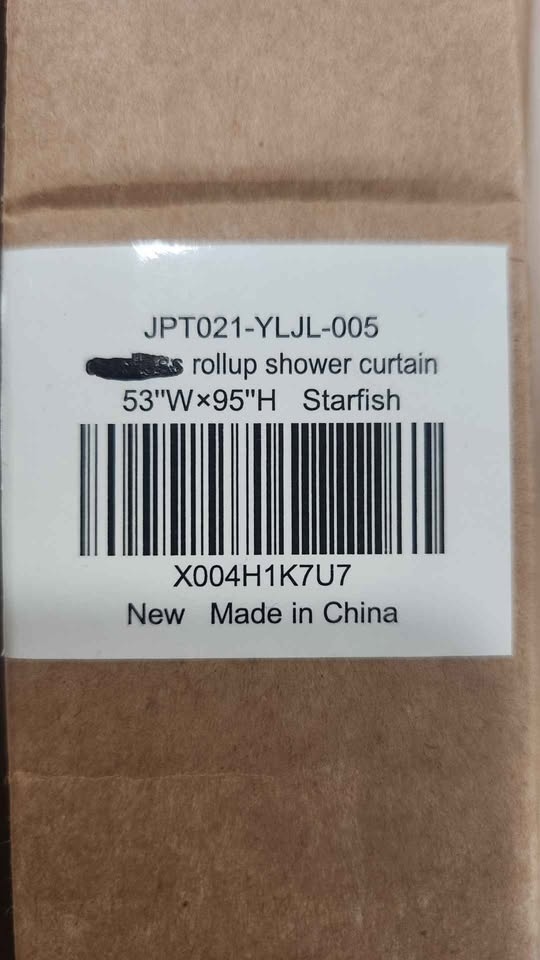 JPT021-YLJL-005
rollup shower curtain
53"W×95"H Starfish
X004H1K7U7
New Made in China